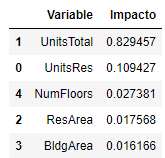 Variable Impacto
1 UnitsTotal 0.829457
0 UnitsRes 0.109427
4 NumFloors 0.027381
2 ResArea 0.017568
3 BldgArea 0.016166